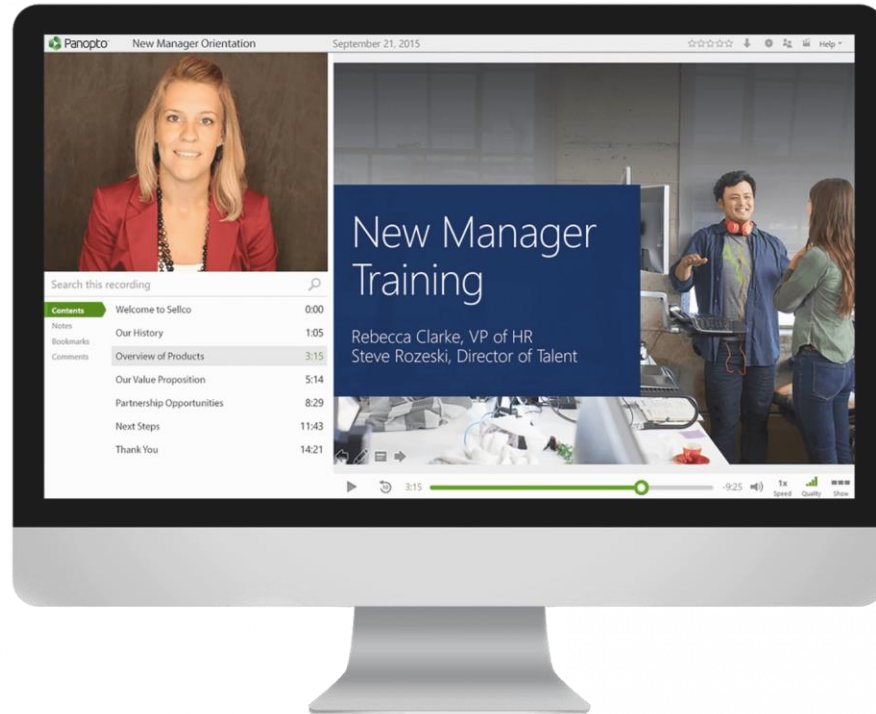 Panopto
New Manager Orientation
September 21, 2015
Help
Search this recording
Contents
Notes
Bookmarks
Comments
Welcome to Sellco 0:00
Our History 1:05
Overview of Products 3:15
Our Value Proposition 5:14
Partnership Opportunities 8:29
Next Steps 11:43
Thank You 14:21
New Manager
Training
Rebecca Clarke, VP of HR
Steve Rozeski, Director of Talent
3:15
-9:25
1x
Speed
Quality
Show